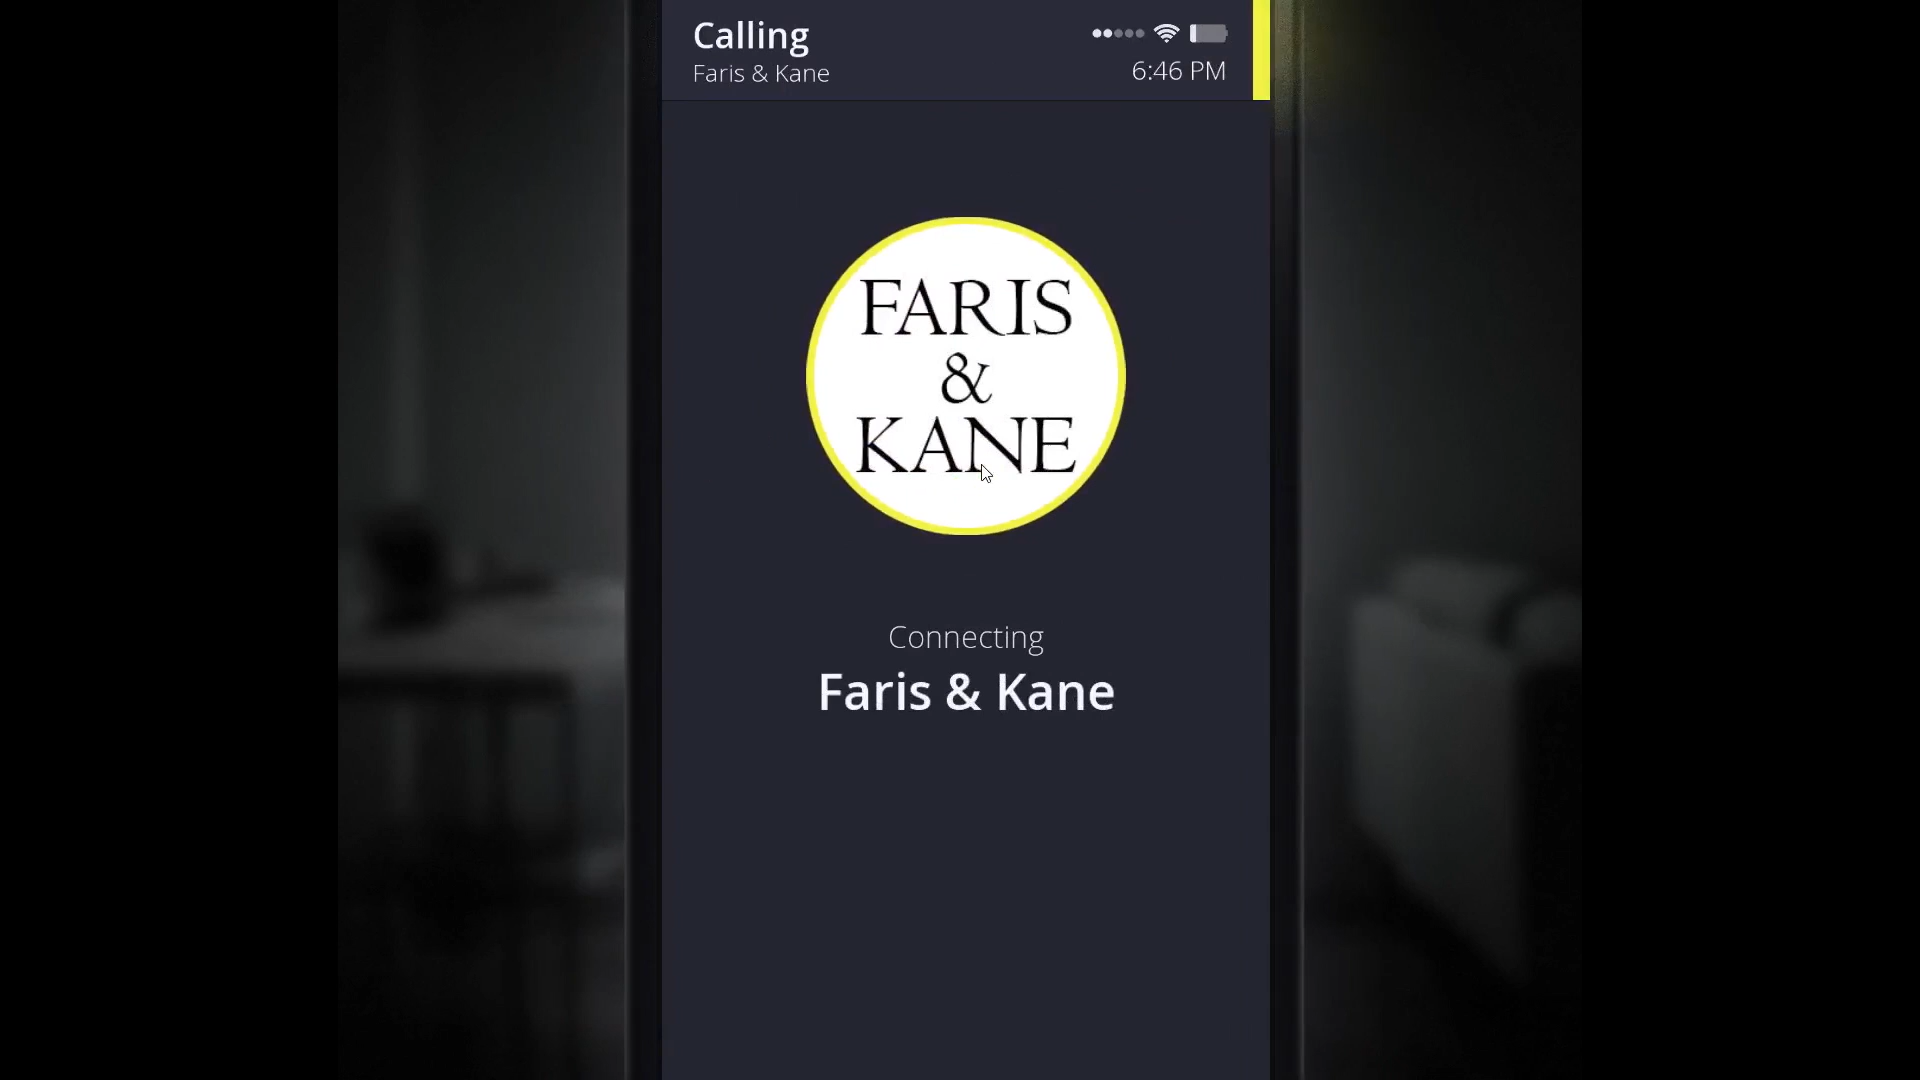 Calling
Faris & Kane
6:46 PM
FARIS
&
KANE
Connecting
Faris & Kane